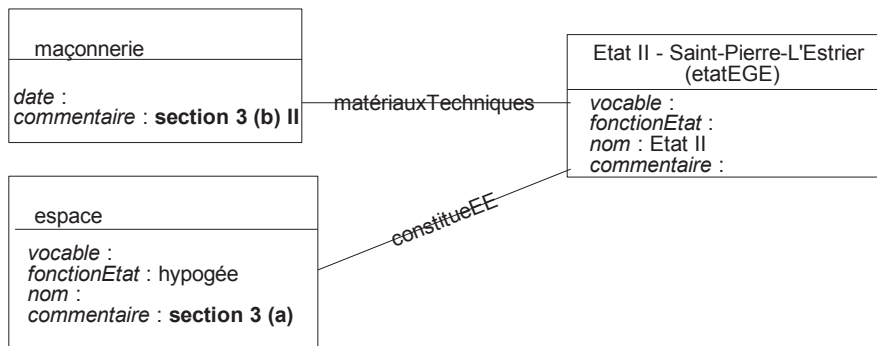 maçonnerie
date :
commentaire : section 3 (b) II
matériauxTechniques
Etat II - Saint-Pierre-L'Estrier
(etatEGE)
vocable :
fonctionEtat :
nom : Etat II
commentaire :
espace
vocable :
fonctionEtat : hypogée
nom :
commentaire : section 3 (a)
constitueEE